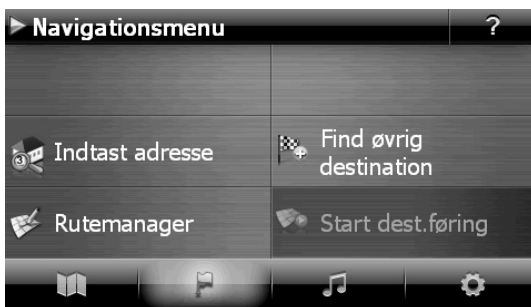 Navigationsmenu
?
Indtast adresse
Find øvrig
destination
Rutemanager
Start dest.føring